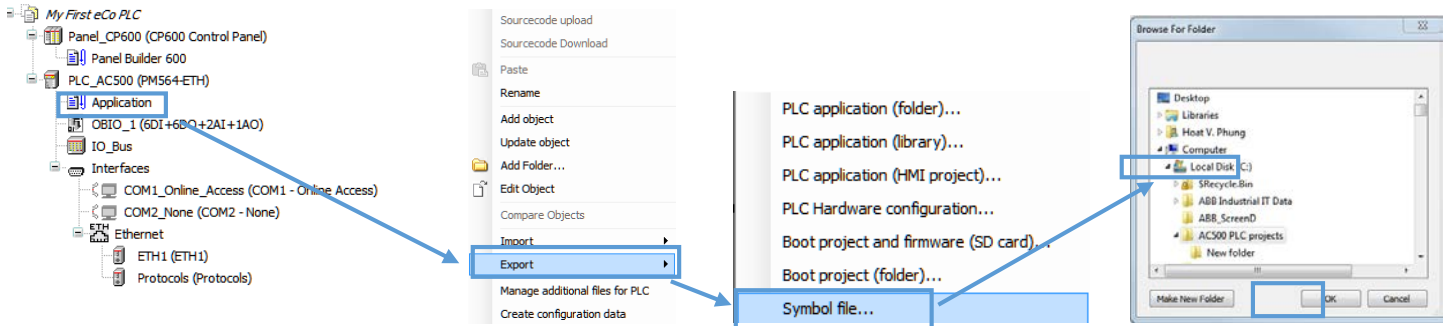 My First eCo PLC
Panel_CP600 (CP600 Control Panel)
Panel Builder 600
PLC_AC500 (PM564-ETH)
Application
OBIO_1 (6DI+6DO+2AI+1AO)
IO_Bus
Interfaces
COM1_Online_Access (COM1 - Online Access)
COM2_None (COM2 - None)
ETH Ethernet
ETH1 (ETH1)
Protocols (Protocols)
Sourcecode upload
Sourcecode Download
Paste
Rename
Add object
Update object
Add Folder...
Edit Object
Compare Objects
Import
Export
Manage additional files for PLC
Create configuration data
PLC application (folder)...
PLC application (library)...
PLC application (HMI project)...
PLC Hardware configuration...
Boot project and firmware (SD card)...
Boot project (folder)...
Symbol file...
Browse For Folder
Desktop
Libraries
Hoat V. Phung
Computer
Local Disk (C:)
$Recycle.Bin
ABB Industrial IT Data
ABB_ScreenD
AC500 PLC projects
New folder
Make New Folder
OK
Cancel